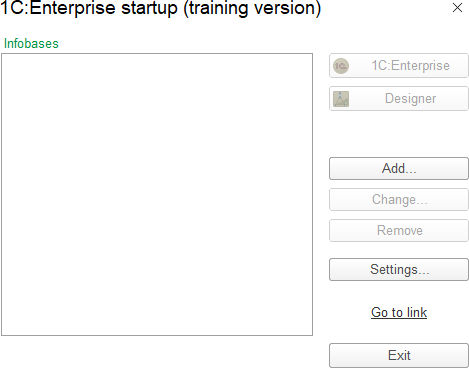 1C:Enterprise startup (training version)
Infobases
1C:Enterprise
Designer
Add...
Change...
Remove
Settings...
Go to link
Exit